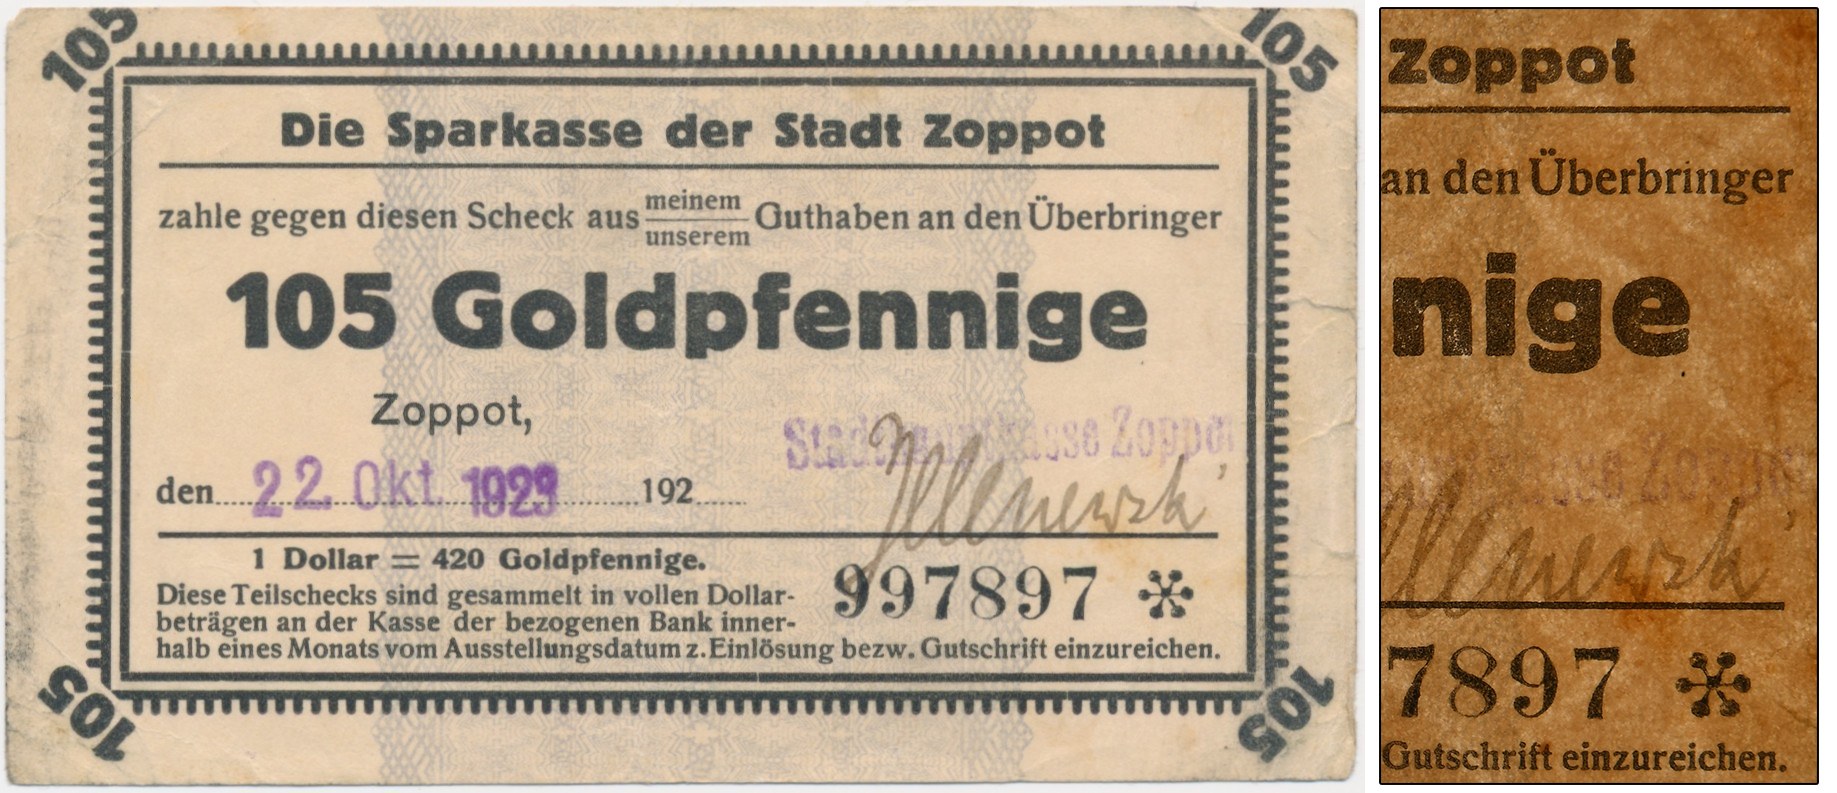 105
105
Die Sparkasse der Stadt Zoppot
zahle gegen diesen Scheck aus meinem Guthaben an den Überbringer
unserem
105 Goldpfennige
Zoppot,
Stadthauptkasse Zoppot
den 22. Okt. 1923 192
1 Dollar = 420 Goldpfennige.
997897
Diese Teilschecks sind gesammelt in vollen Dollar-
beträgen an der Kasse der bezogenen Bank inner-
halb eines Monats vom Ausstellungsdatum z. Einlösung bezw. Gutschrift einzureichen.
105
105
Zoppot
an den Überbringer
nige
7897
Gutschrift einzureichen.